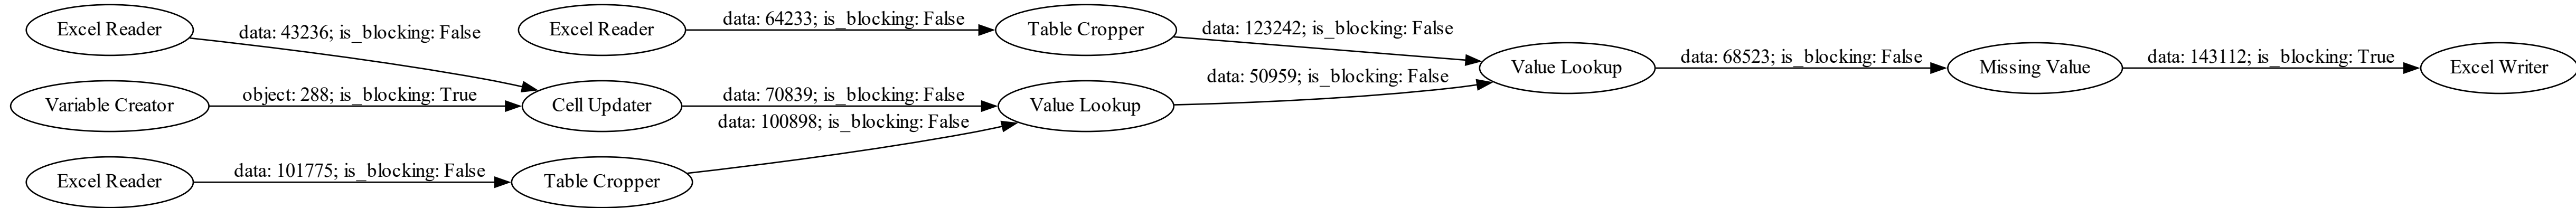 Excel Reader
data: 43236; is_blocking: False
Excel Reader
data: 64233; is_blocking: False
Table Cropper
data: 123242; is_blocking: False
Variable Creator
object: 288; is_blocking: True
Cell Updater
data: 70839; is_blocking: False
Value Lookup
data: 50959; is_blocking: False
Value Lookup
data: 68523; is_blocking: False
Missing Value
data: 143112; is_blocking: True
Excel Writer
Excel Reader
data: 101775; is_blocking: False
Table Cropper
data: 100898; is_blocking: False